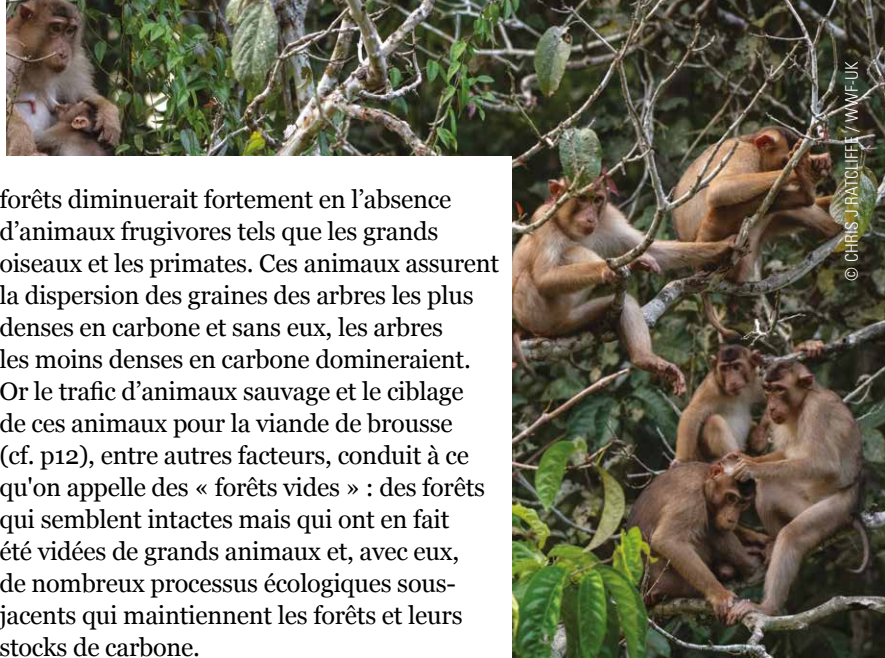 forêts diminuerait fortement en l’absence
d’animaux frugivores tels que les grands
oiseaux et les primates. Ces animaux assurent
la dispersion des graines des arbres les plus
denses en carbone et sans eux, les arbres
les moins denses en carbone domineraient.
Or le trafic d’animaux sauvage et le ciblage
de ces animaux pour la viande de brousse
(cf. p12), entre autres facteurs, conduit à ce
qu'on appelle des « forêts vides » : des forêts
qui semblent intactes mais qui ont en fait
été vidées de grands animaux et, avec eux,
de nombreux processus écologiques sous-
jacents qui maintiennent les forêts et leurs
stocks de carbone.
© CHRIS J RATCLIFFE / WWF-UK